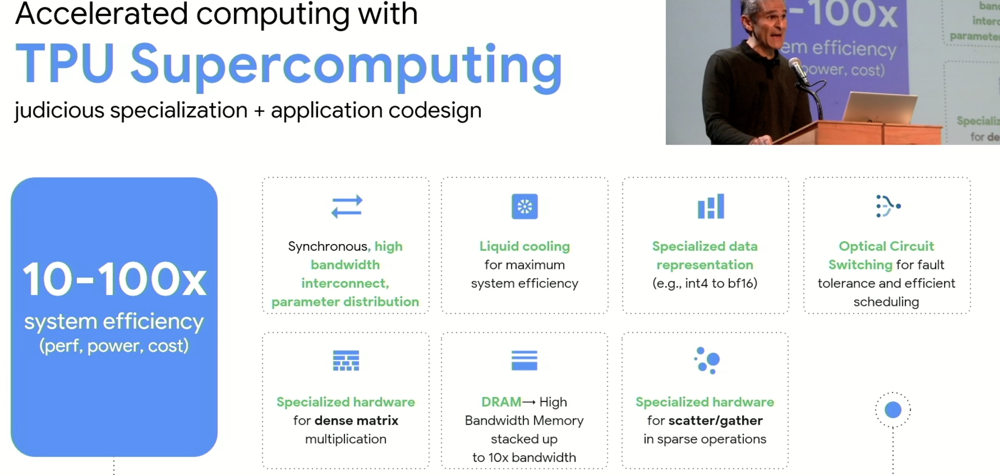 Accelerated computing with
TPU Supercomputing
judicious specialization + application codesign
-100x
em efficiency
power, cost)
interc
parameter
Specializ
for de
10-100x
system efficiency
(perf, power, cost)
Synchronous, high
bandwidth
interconnect,
parameter distribution
Liquid cooling
for maximum
system efficiency
Specialized data
representation
(e.g., int4 to bf16)
Optical Circuit
Switching for fault
tolerance and efficient
scheduling
Specialized hardware
for dense matrix
multiplication
DRAM→ High
Bandwidth Memory
stacked up
to 10x bandwidth
Specialized hardware
for scatter/gather
in sparse operations